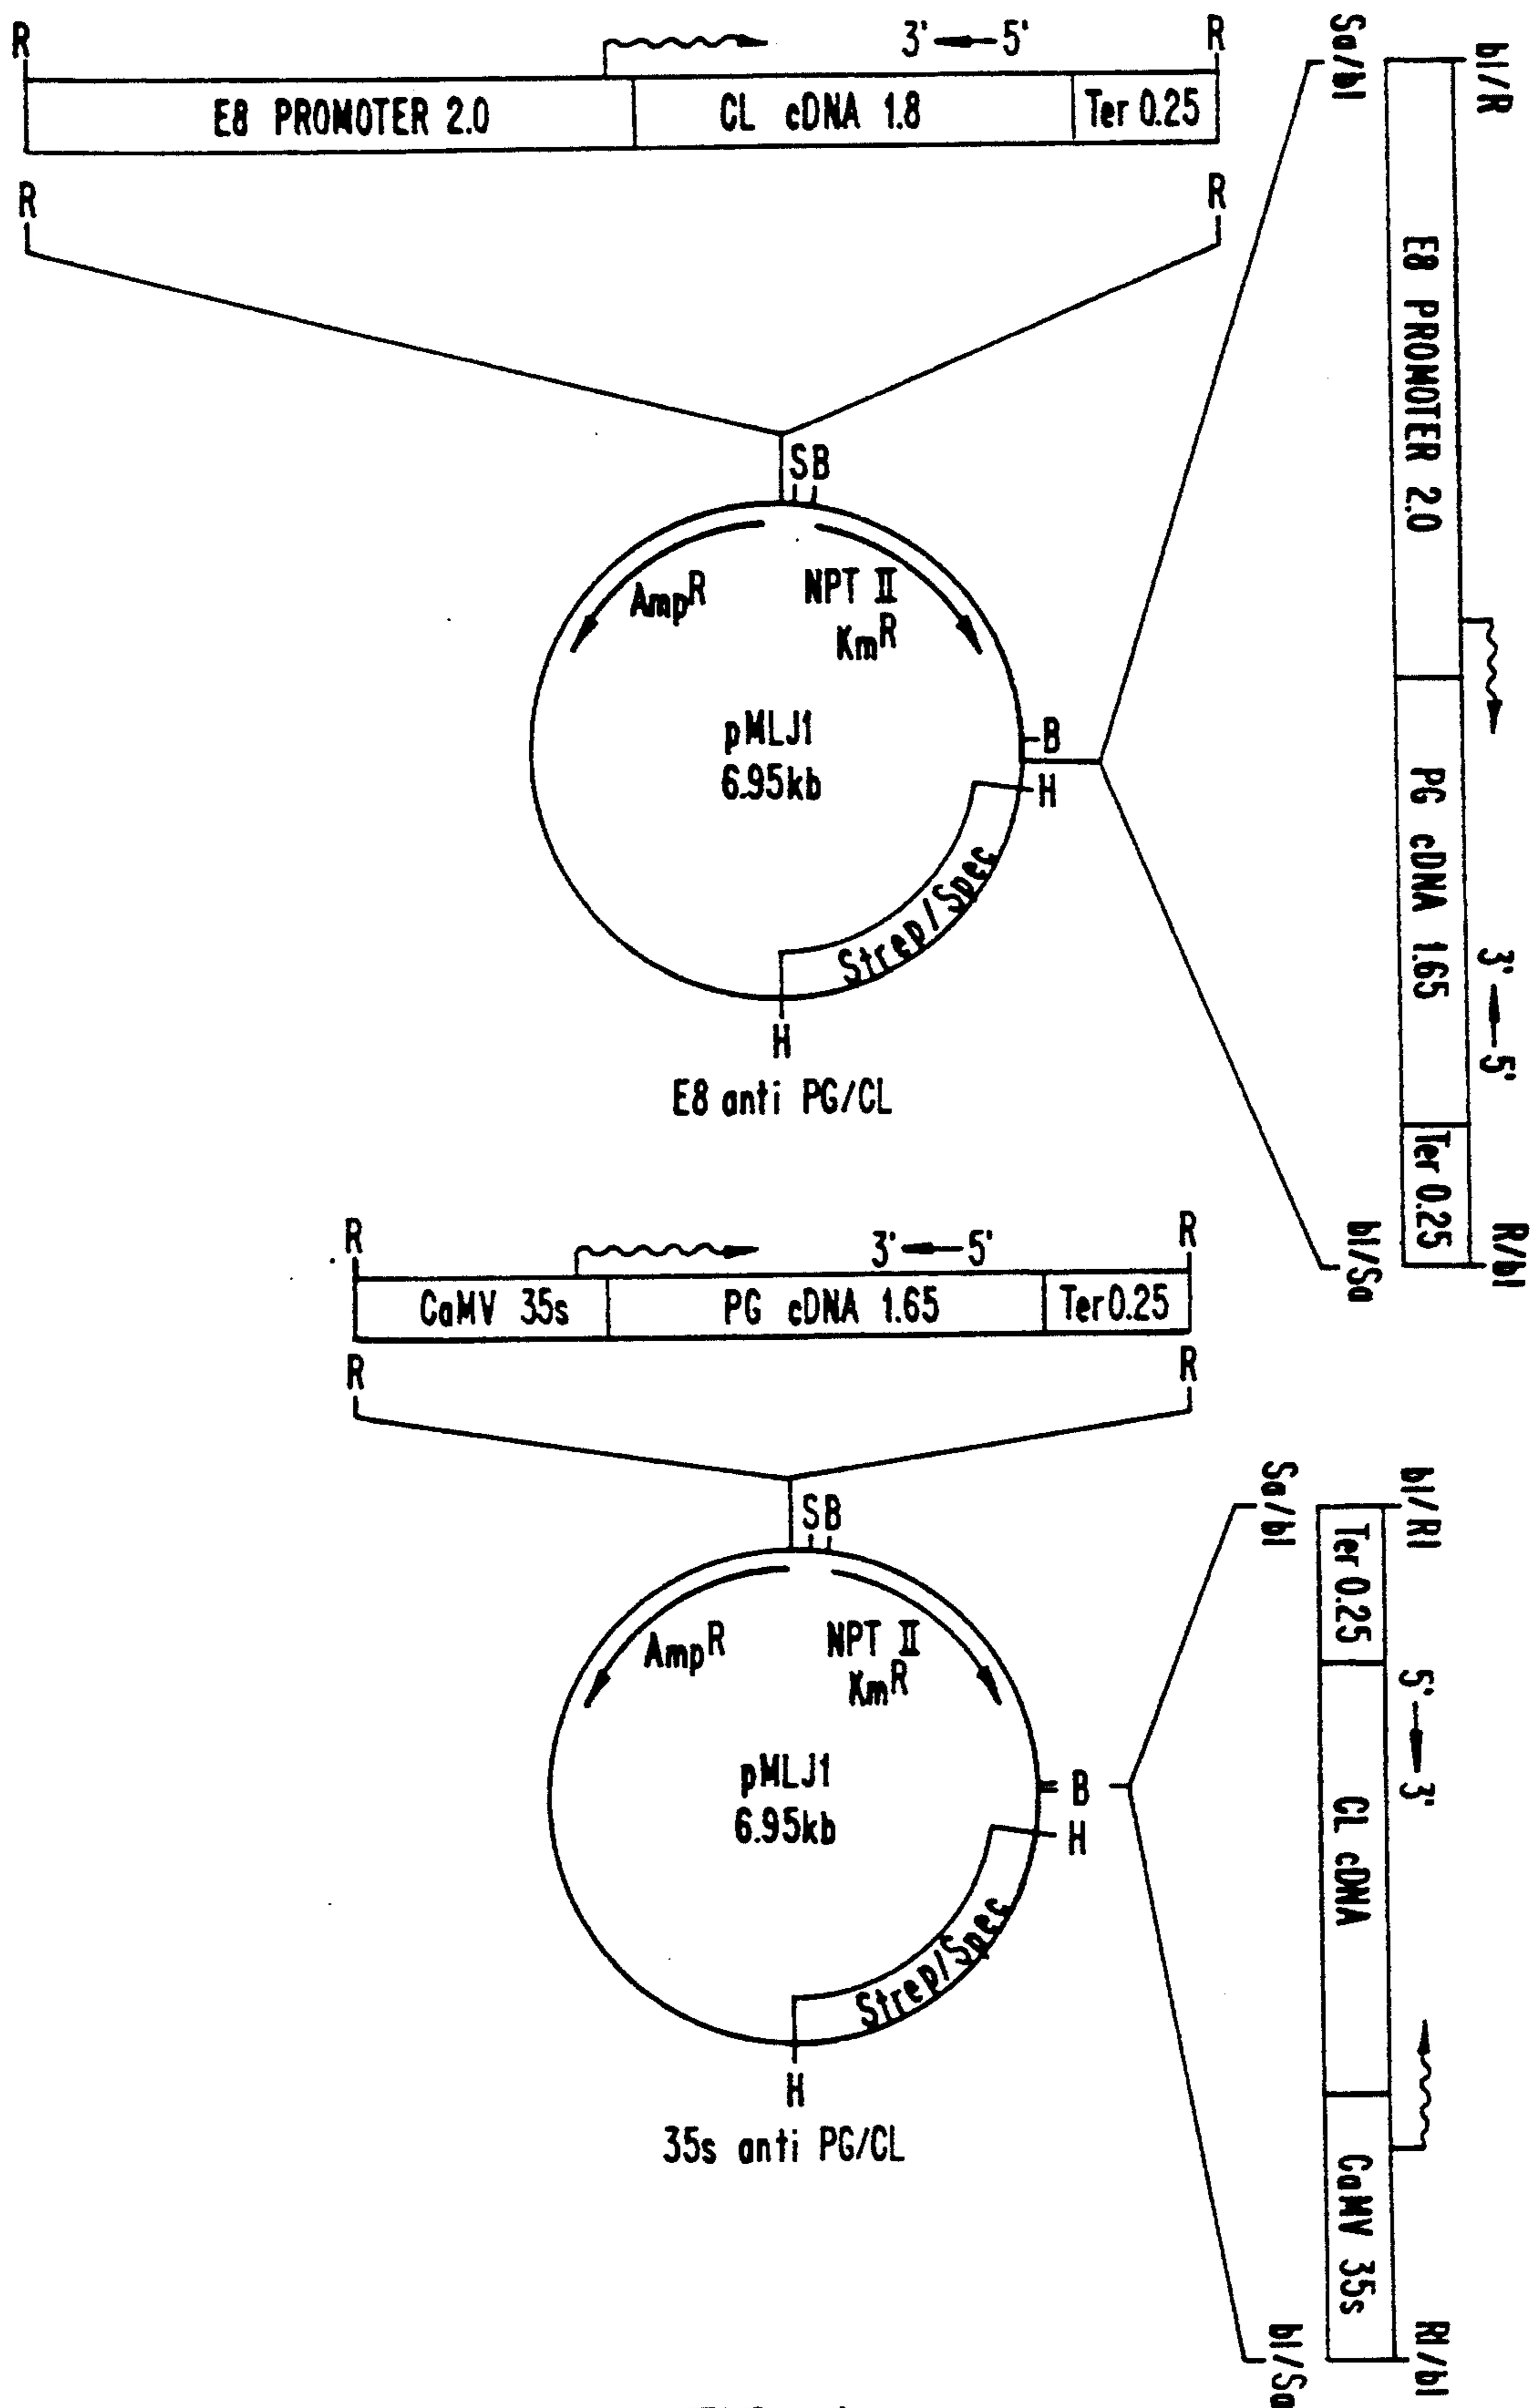 R
3' 5'
R
E8 PROMOTER 2.0
CL cDNA 1.8
Ter 0.25
R
R
Sa/bl
bl/R
E8 PROMOTER 2.0
PG cDNA 1.65
3' 5'
Ter 0.25
bl/Sa
R/bl
S B
AmpR
NPT II
KmR
pMLJ1
6.95kb
B
H
Strep/Spec
H
E8 anti PG/CL
R
3' 5'
R
CaMV 35s
PG cDNA 1.65
Ter 0.25
R
R
Sa/bl
bl/RI
Ter 0.25
5' 3'
CL cDNA
CaMV 35s
bl/Sa
RI/bl
S B
AmpR
NPT II
KmR
pMLJ1
6.95kb
B
H
Strep/Spec
H
35s anti PG/CL